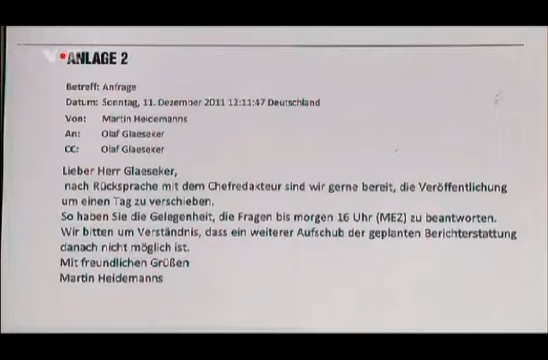 ANLAGE 2
Betreff: Anfrage
Datum: Sonntag, 11. Dezember 2011 12:11:47 Deutschland
Von: Martin Heidemanns
An: Olaf Glaeseker
CC: Olaf Glaeseker
Lieber Herr Glaeseker,
nach Rücksprache mit dem Chefredakteur sind wir gerne bereit, die Veröffentlichung
um einen Tag zu verschieben.
So haben Sie die Gelegenheit, die Fragen bis morgen 16 Uhr (MEZ) zu beantworten.
Wir bitten um Verständnis, dass ein weiterer Aufschub der geplanten Berichterstattung
danach nicht möglich ist.
Mit freundlichen Grüßen
Martin Heidemanns